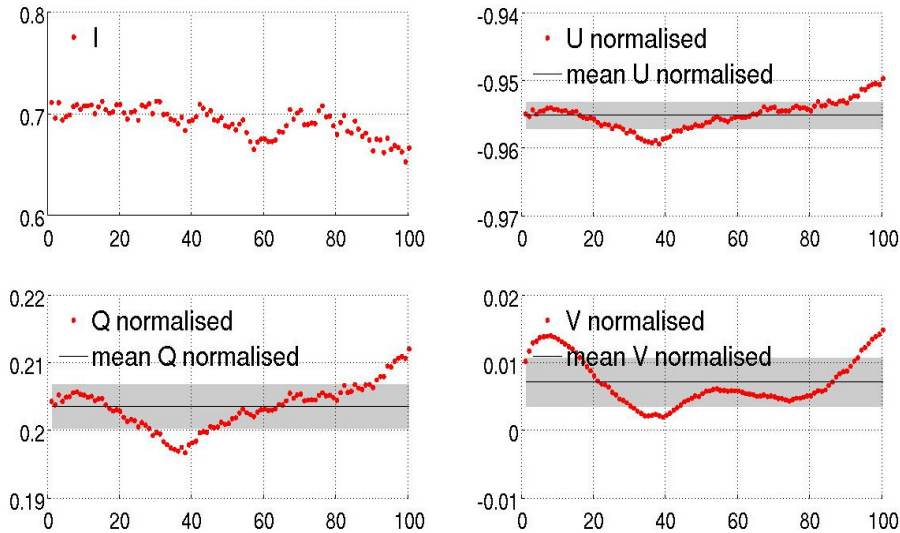 0.8
I
0.7
0.6
0 20 40 60 80 100
-0.94
U normalised
-0.95
mean U normalised
-0.96
-0.97
0 20 40 60 80 100
0.22
Q normalised
0.21
mean Q normalised
0.2
0.19
0 20 40 60 80 100
0.02
V normalised
0.01
mean V normalised
0
-0.01
0 20 40 60 80 100